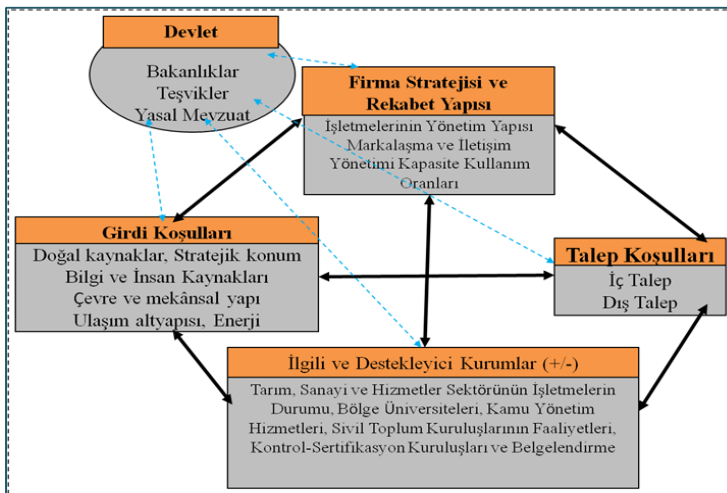 Devlet
Bakanlıklar
Teşvikler
Yasal Mevzuat
Firma Stratejisi ve
Rekabet Yapısı
İşletmelerinin Yönetim Yapısı
Markalaşma ve İletişim
Yönetimi Kapasite Kullanım
Oranları
Girdi Koşulları
Doğal kaynaklar, Stratejik konum
Bilgi ve İnsan Kaynakları
Çevre ve mekânsal yapı
Ulaşım altyapısı, Enerji
Talep Koşulları
İç Talep
Dış Talep
İlgili ve Destekleyici Kurumlar (+/-)
Tarım, Sanayi ve Hizmetler Sektörünün İşletmelerin
Durumu, Bölge Üniversiteleri, Kamu Yönetim
Hizmetleri, Sivil Toplum Kuruluşlarının Faaliyetleri,
Kontrol-Sertifikasyon Kuruluşları ve Belgelendirme